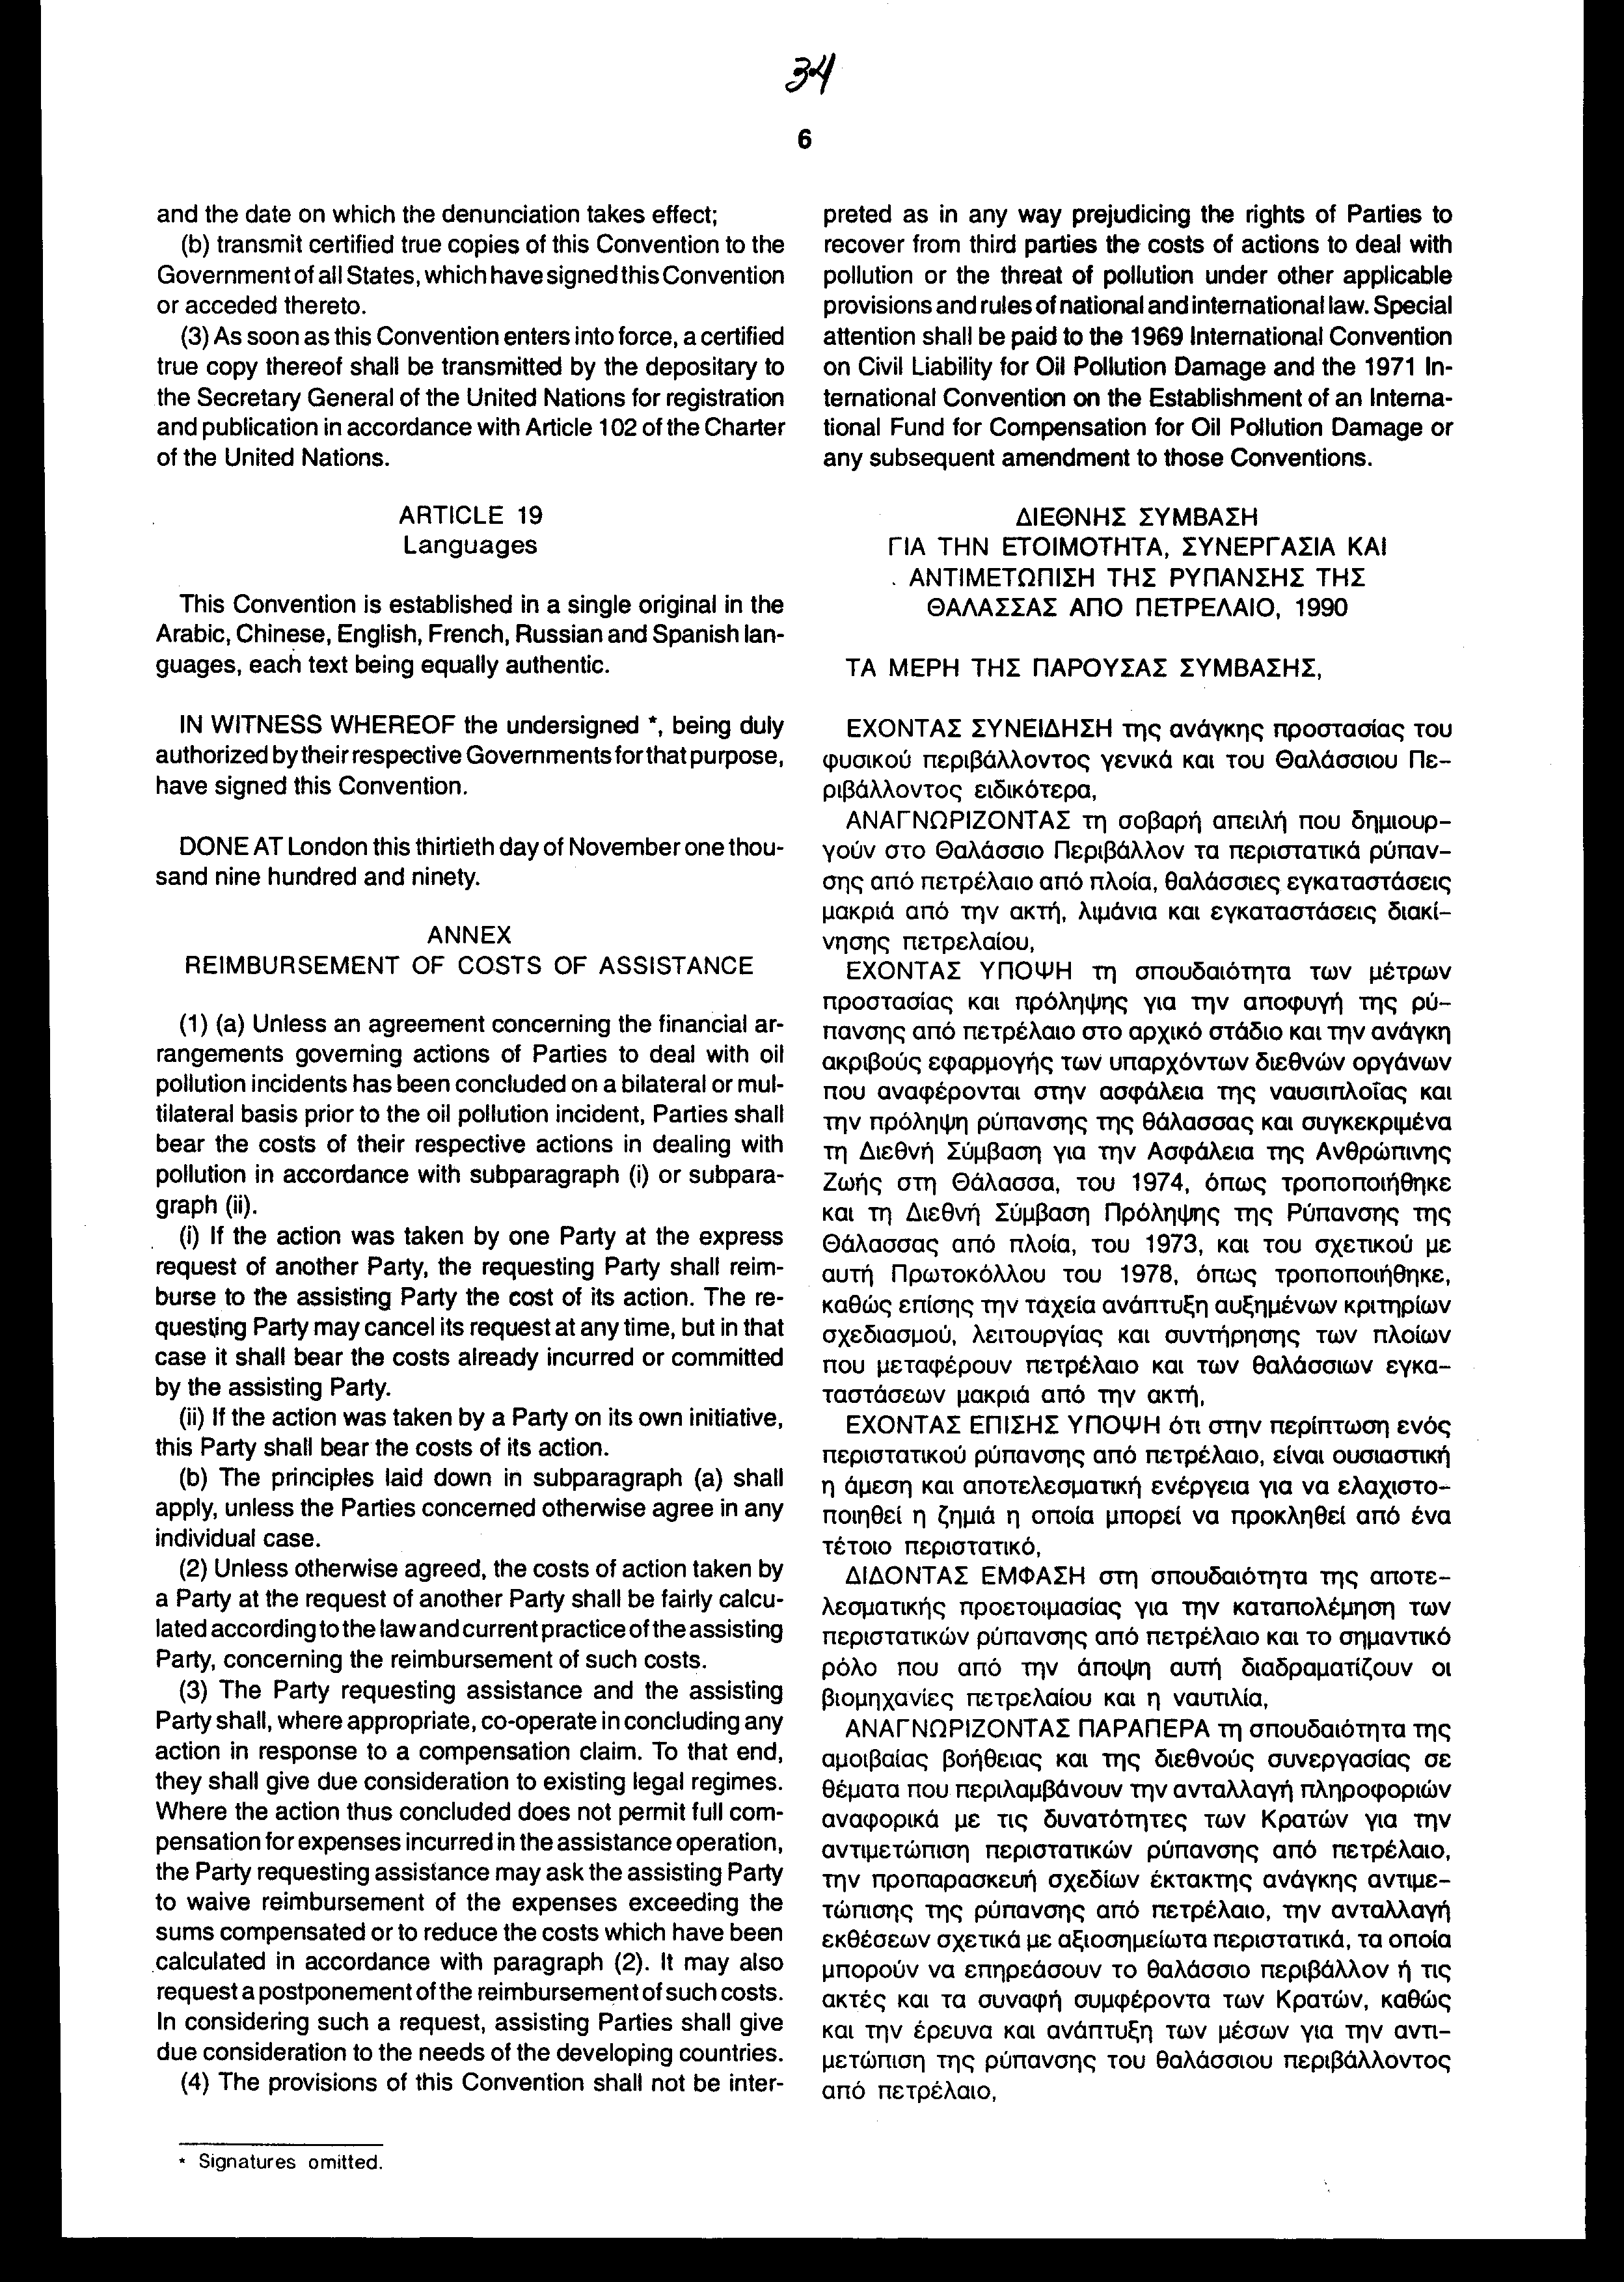 34
6
and the date on which the denunciation takes effect;
(b) transmit certified true copies of this Convention to the
Government of all States, which have signed this Convention
or acceded thereto.
(3) As soon as this Convention enters into force, a certified
true copy thereof shall be transmitted by the depositary to
the Secretary General of the United Nations for registration
and publication in accordance with Article 102 of the Charter
of the United Nations.
ARTICLE 19
Languages
This Convention is established in a single original in the
Arabic, Chinese, English, French, Russian and Spanish lan-
guages, each text being equally authentic.
IN WITNESS WHEREOF the undersigned *, being duly
authorized by their respective Governments for that purpose,
have signed this Convention.
DONE AT London this thirtieth day of November one thou-
sand nine hundred and ninety.
ANNEX
REIMBURSEMENT OF COSTS OF ASSISTANCE
(1) (a) Unless an agreement concerning the financial ar-
rangements governing actions of Parties to deal with oil
pollution incidents has been concluded on a bilateral or mul-
tilateral basis prior to the oil pollution incident, Parties shall
bear the costs of their respective actions in dealing with
pollution in accordance with subparagraph (i) or subpara-
graph (ii).
(i) If the action was taken by one Party at the express
request of another Party, the requesting Party shall reim-
burse to the assisting Party the cost of its action. The re-
questing Party may cancel its request at any time, but in that
case it shall bear the costs already incurred or committed
by the assisting Party.
(ii) If the action was taken by a Party on its own initiative,
this Party shall bear the costs of its action.
(b) The principles laid down in subparagraph (a) shall
apply, unless the Parties concerned otherwise agree in any
individual case.
(2) Unless otherwise agreed, the costs of action taken by
a Party at the request of another Party shall be fairly calcu-
lated according to the law and current practice of the assisting
Party, concerning the reimbursement of such costs.
(3) The Party requesting assistance and the assisting
Party shall, where appropriate, co-operate in concluding any
action in response to a compensation claim. To that end,
they shall give due consideration to existing legal regimes.
Where the action thus concluded does not permit full com-
pensation for expenses incurred in the assistance operation,
the Party requesting assistance may ask the assisting Party
to waive reimbursement of the expenses exceeding the
sums compensated or to reduce the costs which have been
calculated in accordance with paragraph (2). It may also
request a postponement of the reimbursement of such costs.
In considering such a request, assisting Parties shall give
due consideration to the needs of the developing countries.
(4) The provisions of this Convention shall not be inter-
* Signatures omitted.
preted as in any way prejudicing the rights of Parties to
recover from third parties the costs of actions to deal with
pollution or the threat of pollution under other applicable
provisions and rules of national and international law. Special
attention shall be paid to the 1969 International Convention
on Civil Liability for Oil Pollution Damage and the 1971 In-
ternational Convention on the Establishment of an Interna-
tional Fund for Compensation for Oil Pollution Damage or
any subsequent amendment to those Conventions.
ΔΙΕΘΝΗΣ ΣΥΜΒΑΣΗ
ΓΙΑ ΤΗΝ ΕΤΟΙΜΟΤΗΤΑ, ΣΥΝΕΡΓΑΣΙΑ ΚΑΙ
ΑΝΤΙΜΕΤΩΠΙΣΗ ΤΗΣ ΡΥΠΑΝΣΗΣ ΤΗΣ
ΘΑΛΑΣΣΑΣ ΑΠΟ ΠΕΤΡΕΛΑΙΟ, 1990
ΤΑ ΜΕΡΗ ΤΗΣ ΠΑΡΟΥΣΑΣ ΣΥΜΒΑΣΗΣ,
ΕΧΟΝΤΑΣ ΣΥΝΕΙΔΗΣΗ της ανάγκης προστασίας του
φυσικού περιβάλλοντος γενικά και του Θαλάσσιου Πε-
ριβάλλοντος ειδικότερα,
ΑΝΑΓΝΩΡΙΖΟΝΤΑΣ τη σοβαρή απειλή που δημιουρ-
γούν στο Θαλάσσιο Περιβάλλον τα περιστατικά ρύπαν-
σης από πετρέλαιο από πλοία, θαλάσσιες εγκαταστάσεις
μακριά από την ακτή, λιμάνια και εγκαταστάσεις διακί-
νησης πετρελαίου,
ΕΧΟΝΤΑΣ ΥΠΟΨΗ τη σπουδαιότητα των μέτρων
προστασίας και πρόληψης για την αποφυγή της ρύ-
πανσης από πετρέλαιο στο αρχικό στάδιο και την ανάγκη
ακριβούς εφαρμογής των υπαρχόντων διεθνών οργάνων
που αναφέρονται στην ασφάλεια της ναυσιπλοΐας και
την πρόληψη ρύπανσης της θάλασσας και συγκεκριμένα
τη Διεθνή Σύμβαση για την Ασφάλεια της Ανθρώπινης
Ζωής στη Θάλασσα, του 1974, όπως τροποποιήθηκε
και τη Διεθνή Σύμβαση Πρόληψης της Ρύπανσης της
Θάλασσας από πλοία, του 1973, και του σχετικού με
αυτή Πρωτοκόλλου του 1978, όπως τροποποιήθηκε,
καθώς επίσης την ταχεία ανάπτυξη αυξημένων κριτηρίων
σχεδιασμού, λειτουργίας και συντήρησης των πλοίων
που μεταφέρουν πετρέλαιο και των θαλάσσιων εγκα-
ταστάσεων μακριά από την ακτή,
ΕΧΟΝΤΑΣ ΕΠΙΣΗΣ ΥΠΟΨΗ ότι στην περίπτωση ενός
περιστατικού ρύπανσης από πετρέλαιο, είναι ουσιαστική
η άμεση και αποτελεσματική ενέργεια για να ελαχιστο-
ποιηθεί η ζημιά η οποία μπορεί να προκληθεί από ένα
τέτοιο περιστατικό,
ΔΙΔΟΝΤΑΣ ΕΜΦΑΣΗ στη σπουδαιότητα της αποτε-
λεσματικής προετοιμασίας για την καταπολέμηση των
περιστατικών ρύπανσης από πετρέλαιο και το σημαντικό
ρόλο που από την άποψη αυτή διαδραματίζουν οι
βιομηχανίες πετρελαίου και η ναυτιλία,
ΑΝΑΓΝΩΡΙΖΟΝΤΑΣ ΠΑΡΑΠΕΡΑ τη σπουδαιότητα της
αμοιβαίας βοήθειας και της διεθνούς συνεργασίας σε
θέματα που περιλαμβάνουν την ανταλλαγή πληροφοριών
αναφορικά με τις δυνατότητες των Κρατών για την
αντιμετώπιση περιστατικών ρύπανσης από πετρέλαιο,
την προπαρασκευή σχεδίων έκτακτης ανάγκης αντιμε-
τώπισης της ρύπανσης από πετρέλαιο, την ανταλλαγή
εκθέσεων σχετικά με αξιοσημείωτα περιστατικά, τα οποία
μπορούν να επηρεάσουν το θαλάσσιο περιβάλλον ή τις
ακτές και τα συναφή συμφέροντα των Κρατών, καθώς
και την έρευνα και ανάπτυξη των μέσων για την αντι-
μετώπιση της ρύπανσης του θαλάσσιου περιβάλλοντος
από πετρέλαιο,